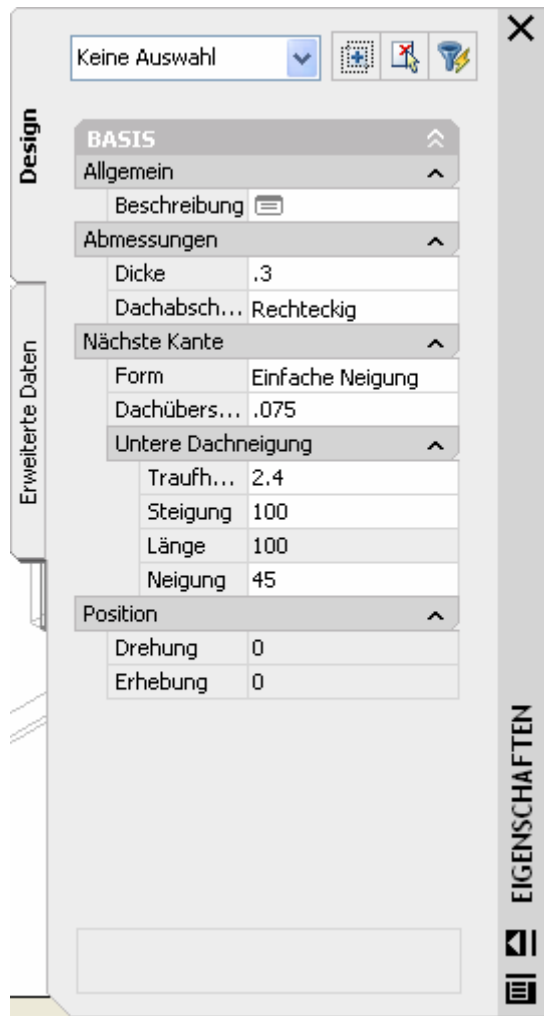 Keine Auswahl
Design
Erweiterte Daten
BASIS
Allgemein
Beschreibung
Abmessungen
Dicke .3
Dachabsch... Rechteckig
Nächste Kante
Form Einfache Neigung
Dachübers... .075
Untere Dachneigung
Traufh... 2.4
Steigung 100
Länge 100
Neigung 45
Position
Drehung 0
Erhebung 0
EIGENSCHAFTEN